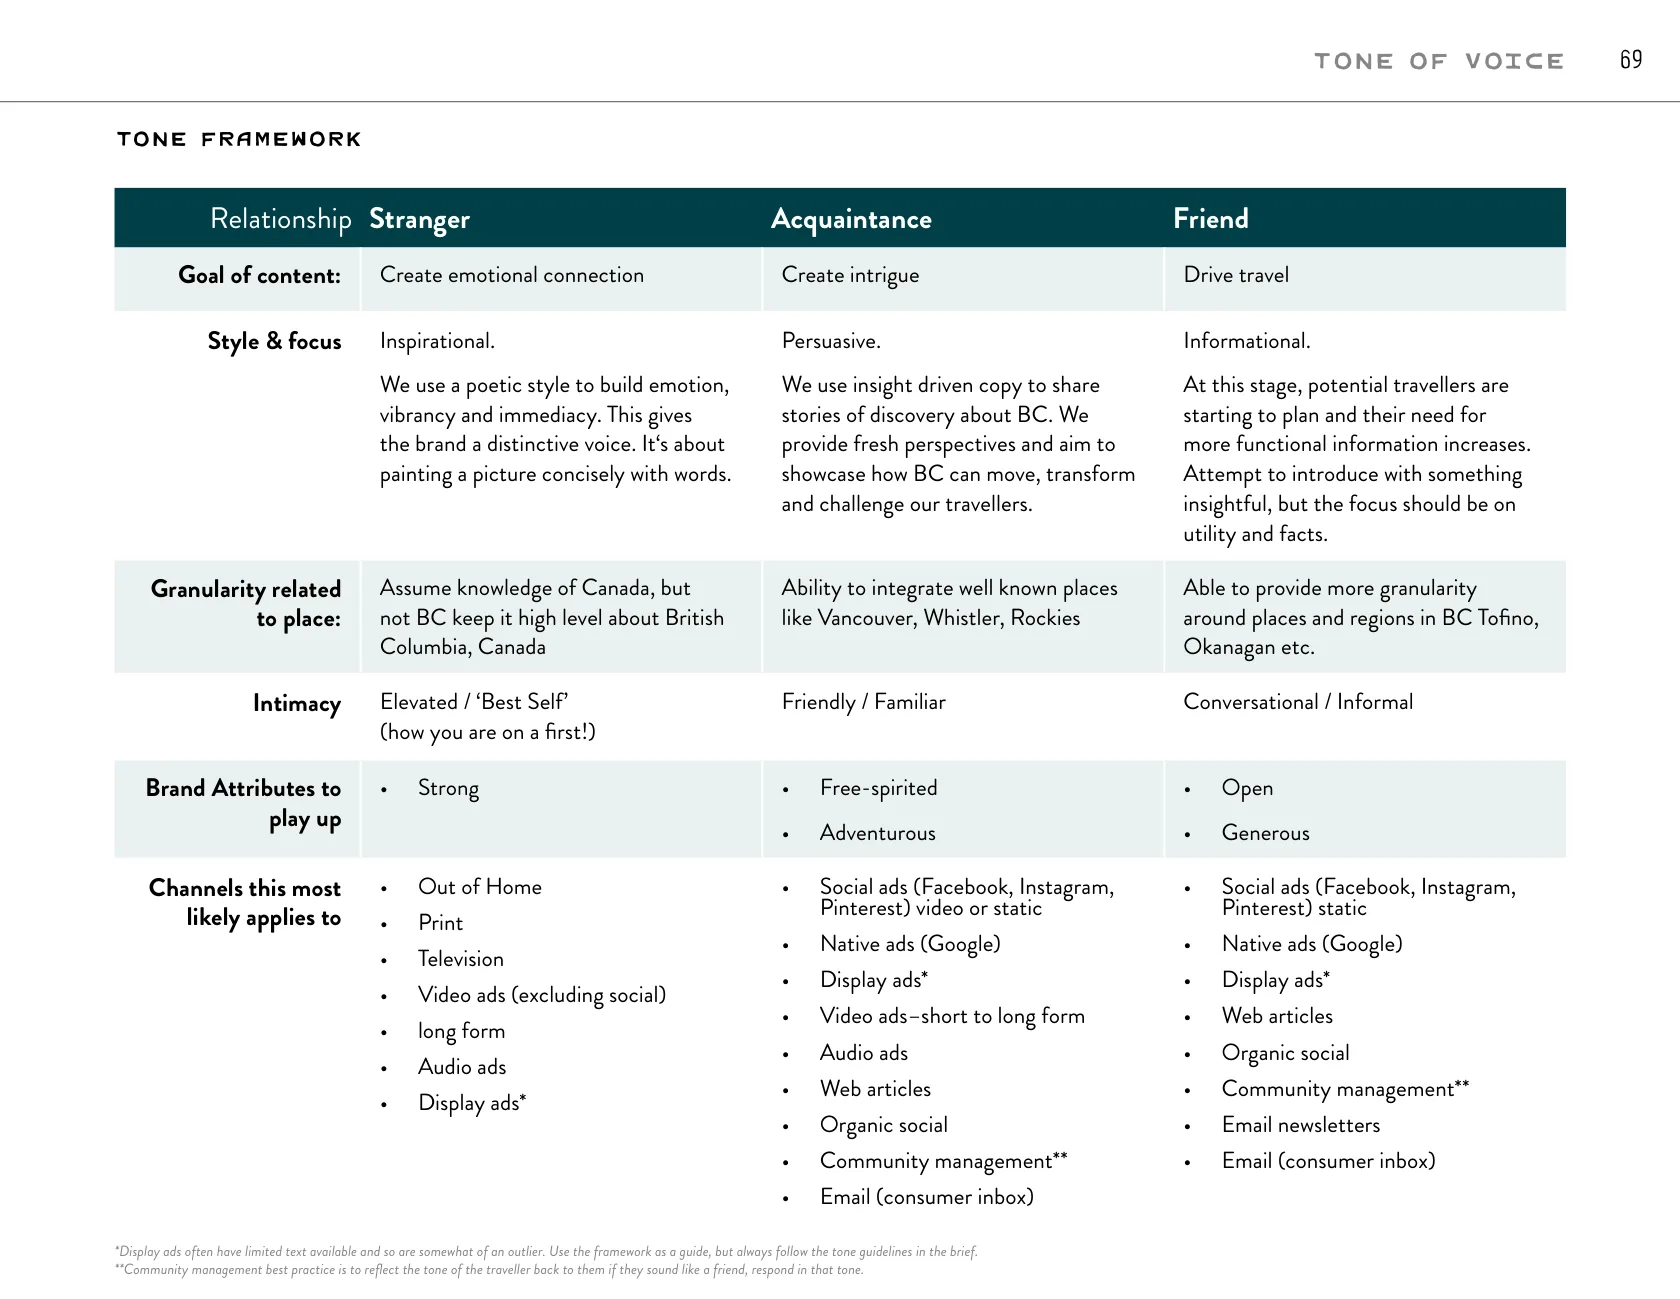 TONE OF VOICE 69
TONE FRAMEWORK
Relationship Stranger Acquaintance Friend
Goal of content: Create emotional connection Create intrigue Drive travel
Style & focus
Inspirational.
We use a poetic style to build emotion,
vibrancy and immediacy. This gives
the brand a distinctive voice. It‘s about
painting a picture concisely with words.
Persuasive.
We use insight driven copy to share
stories of discovery about BC. We
provide fresh perspectives and aim to
showcase how BC can move, transform
and challenge our travellers.
Informational.
At this stage, potential travellers are
starting to plan and their need for
more functional information increases.
Attempt to introduce with something
insightful, but the focus should be on
utility and facts.
Granularity related
to place:
Assume knowledge of Canada, but
not BC keep it high level about British
Columbia, Canada
Ability to integrate well known places
like Vancouver, Whistler, Rockies
Able to provide more granularity
around places and regions in BC Tofino,
Okanagan etc.
Intimacy
Elevated / ‘Best Self’
(how you are on a first!)
Friendly / Familiar
Conversational / Informal
Brand Attributes to
play up
• Strong
• Free-spirited
• Adventurous
• Open
• Generous
Channels this most
likely applies to
• Out of Home
• Print
• Television
• Video ads (excluding social)
• long form
• Audio ads
• Display ads*
• Social ads (Facebook, Instagram,
Pinterest) video or static
• Native ads (Google)
• Display ads*
• Video ads–short to long form
• Audio ads
• Web articles
• Organic social
• Community management**
• Email (consumer inbox)
• Social ads (Facebook, Instagram,
Pinterest) static
• Native ads (Google)
• Display ads*
• Web articles
• Organic social
• Community management**
• Email newsletters
• Email (consumer inbox)
*Display ads often have limited text available and so are somewhat of an outlier. Use the framework as a guide, but always follow the tone guidelines in the brief.
**Community management best practice is to reflect the tone of the traveller back to them if they sound like a friend, respond in that tone.